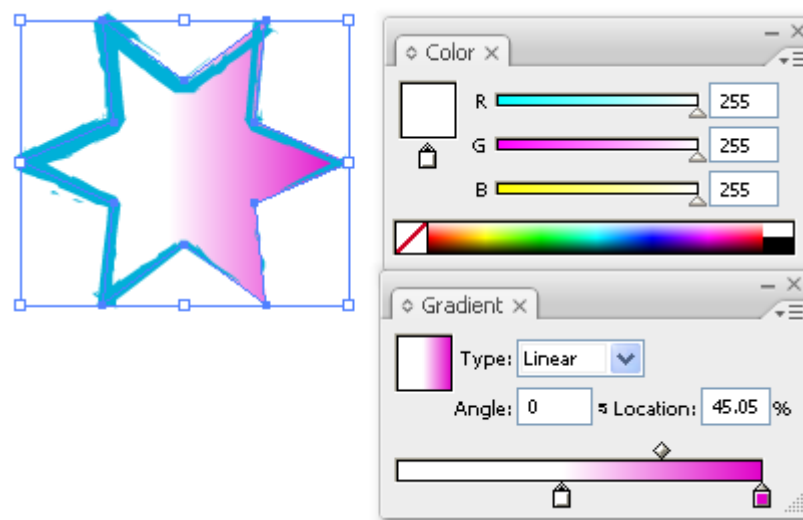 Color
R 255
G 255
B 255
Gradient
Type: Linear
Angle: 0 Location: 45.05 %